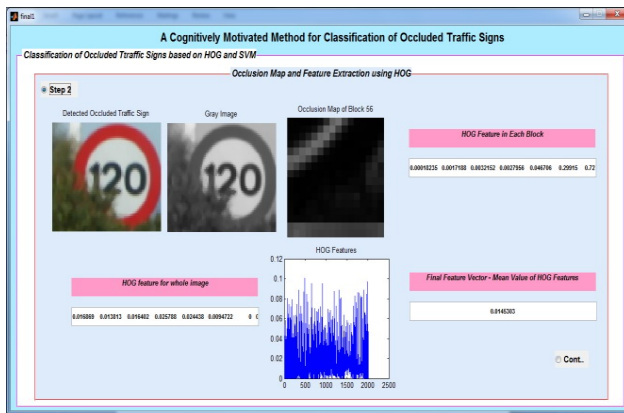 final1
A Cognitively Motivated Method for Classification of Occluded Traffic Signs
Classification of Occluded Ttraffic Signs based on HOG and SVM
Occlusion Map and Feature Extraction using HOG
Step 2
Detected Occluded Traffic Sign
Gray Image
Occlusion Map of Block 56
120
120
HOG Feature in Each Block
0.00018235 0.0017188 0.0032152 0.0027956 0.046706 0.29915 0.72
HOG Features
0.12
0.1
0.08
0.06
0.04
0.02
0
0 500 1000 1500 2000 2500
HOG feature for whole image
0.016869 0.013813 0.016402 0.025788 0.024438 0.0094722 0
Final Feature Vector - Mean Value of HOG Features
0.0145303
Cont..